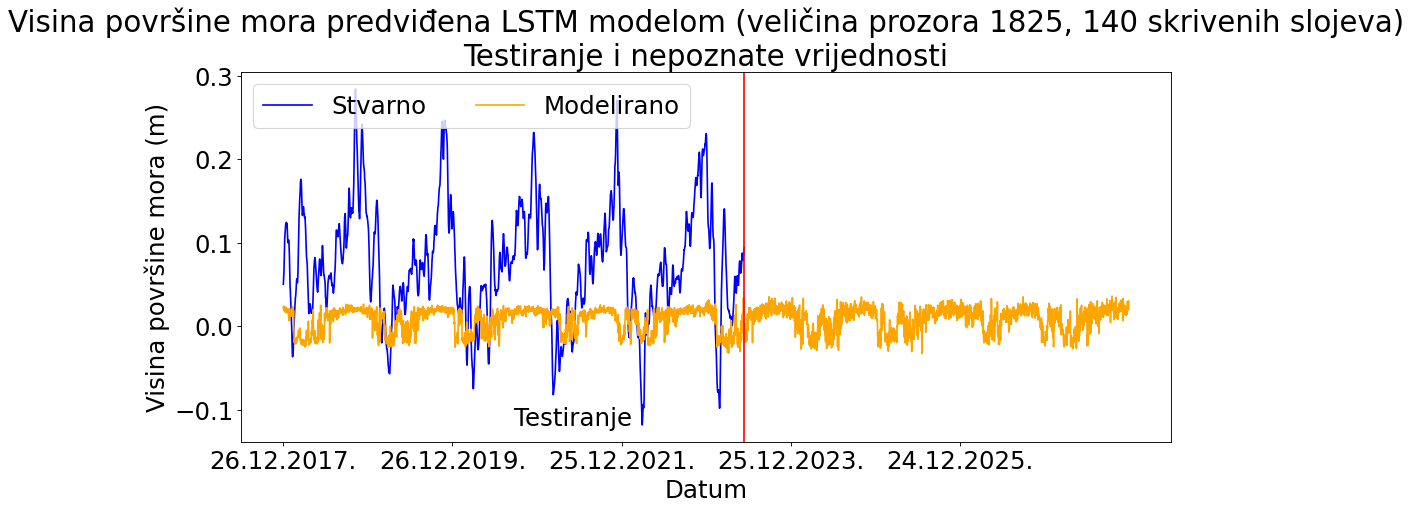 Visina površine mora predviđena LSTM modelom (veličina prozora 1825, 140 skrivenih slojeva)
Testiranje i nepoznate vrijednosti
Stvarno
Modelirano
0.3
0.2
0.1
0.0
−0.1
Visina površine mora (m)
Testiranje
26.12.2017.
26.12.2019.
25.12.2021.
25.12.2023.
24.12.2025.
Datum